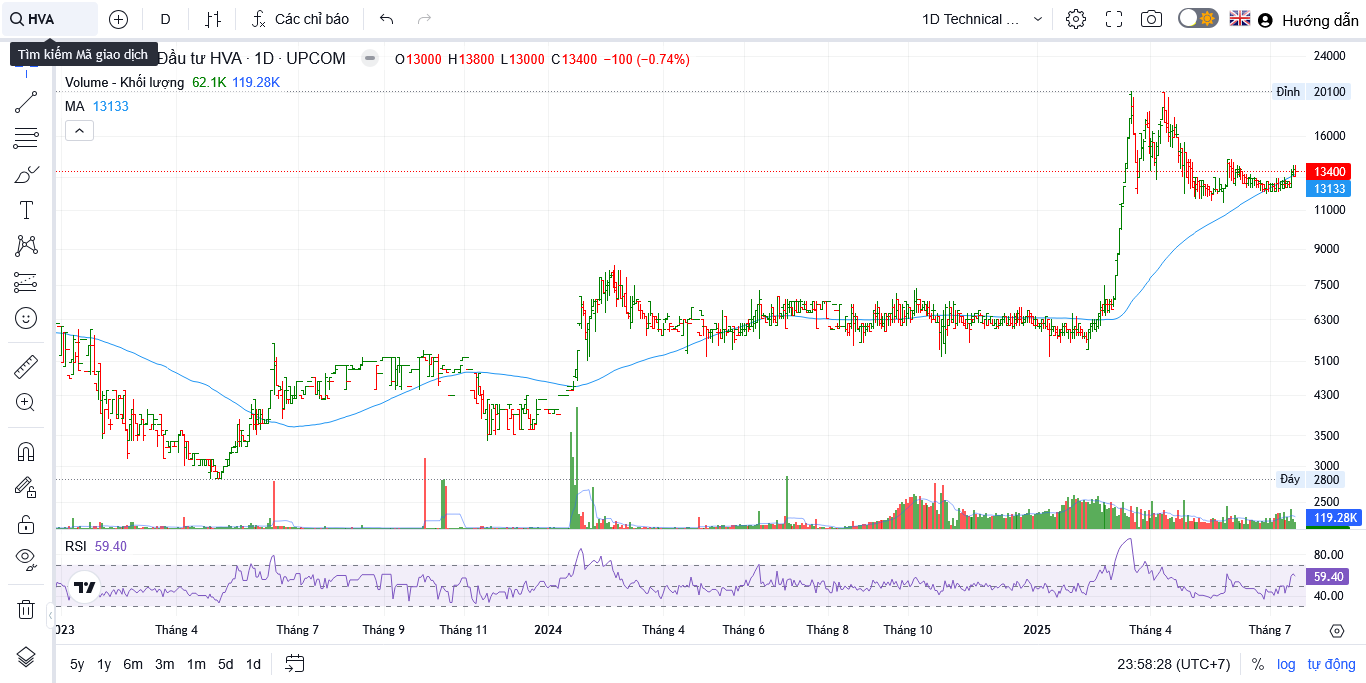 HVA D Các chỉ báo 1D Technical ... Hướng dẫn
Tìm kiếm Mã giao dịch
Đầu tư HVA · 1D · UPCOM O13000 H13800 L13000 C13400 −100 (−0.74%)
Volume - Khối lượng 62.1K 119.28K
MA 13133
24000
Đỉnh 20100
16000
13400
13133
11000
9000
7500
6300
5100
4300
3500
3000
Đáy 2800
2500
119.28K
RSI 59.40
80.00
59.40
40.00
023 Tháng 4 Tháng 7 Tháng 9 Tháng 11 2024 Tháng 4 Tháng 6 Tháng 8 Tháng 10 2025 Tháng 4 Tháng 7
5y 1y 6m 3m 1m 5d 1d 23:58:28 (UTC+7) % log tự động